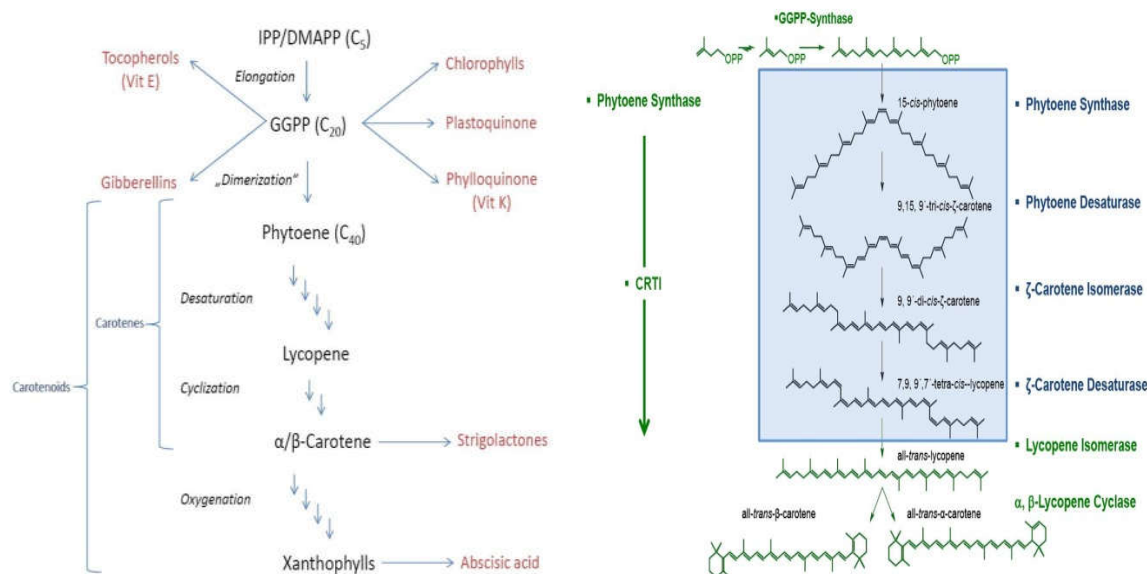 IPP/DMAPP (C5)
Tocopherols
(Vit E)
Elongation
Chlorophylls
GGPP (C20)
Plastoquinone
Gibberellins
„Dimerization“
Phylloquinone
(Vit K)
Phytoene (C40)
Desaturation
Carotenes
Lycopene
Carotenoids
Cyclization
α/β-Carotene
Strigolactones
Oxygenation
Xanthophylls
Abscisic acid
▪GGPP-Synthase
OPP
OPP
OPP
▪ Phytoene Synthase
▪ CRTI
15-cis-phytoene
▪ Phytoene Synthase
9,15, 9´-tri-cis-ζ-carotene
▪ Phytoene Desaturase
9, 9´-di-cis-ζ-carotene
▪ ζ-Carotene Isomerase
7,9, 9´,7´-tetra-cis--lycopene
▪ ζ-Carotene Desaturase
all-trans-lycopene
▪ Lycopene Isomerase
all-trans-β-carotene
all-trans-α-carotene
α, β-Lycopene Cyclase